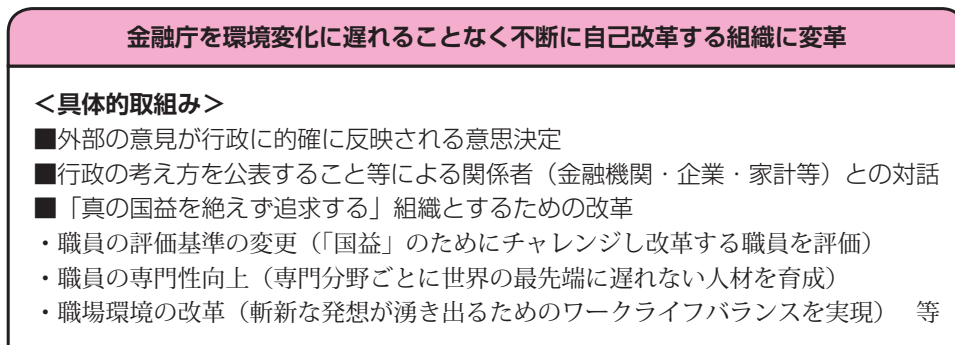 金融庁を環境変化に遅れることなく不断に自己改革する組織に変革
＜具体的取組み＞
■外部の意見が行政に的確に反映される意思決定
■行政の考え方を公表すること等による関係者（金融機関・企業・家計等）との対話
■「真の国益を絶えず追求する」組織とするための改革
・職員の評価基準の変更（「国益」のためにチャレンジし改革する職員を評価）
・職員の専門性向上（専門分野ごとに世界の最先端に遅れない人材を育成）
・職場環境の改革（斬新な発想が湧き出るためのワークライフバランスを実現）　等